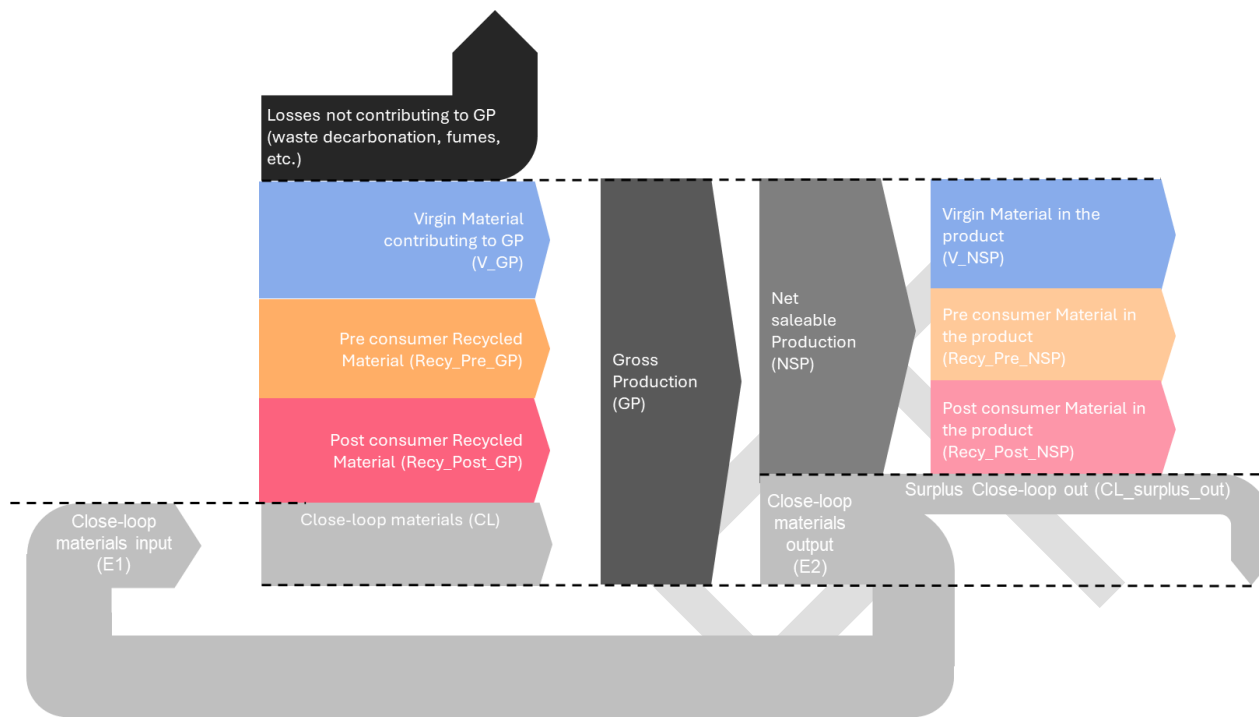 Losses not contributing to GP
(waste decarbonation, fumes,
etc.)
Virgin Material
contributing to GP
(V_GP)
Pre consumer Recycled
Material (Recy_Pre_GP)
Post consumer Recycled
Material (Recy_Post_GP)
Close-loop
materials input
(E1)
Close-loop materials (CL)
Gross
Production
(GP)
Net
saleable
Production
(NSP)
Close-loop
materials
output
(E2)
Virgin Material in the
product
(V_NSP)
Pre consumer Material in
the product
(Recy_Pre_NSP)
Post consumer Material in
the product
(Recy_Post_NSP)
Surplus Close-loop out (CL_surplus_out)